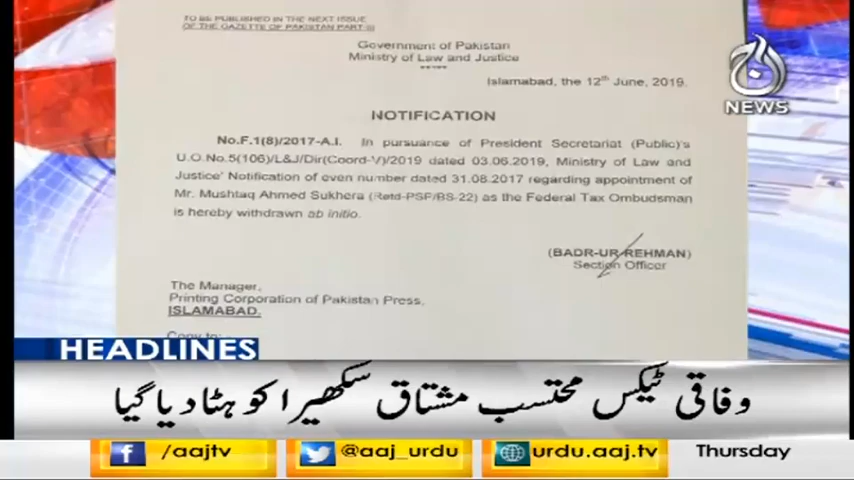 TO BE PUBLISHED IN THE NEXT ISSUE
OF THE GAZETTE OF PAKISTAN PART-III
Government of Pakistan
Ministry of Law and Justice
*****
Islamabad, the 12th June, 2019.
NOTIFICATION
No.F.1(8)/2017-A.I. In pursuance of President Secretariat (Public)'s
U.O.No.5(106)/L&J/Dir(Coord-V)/2019 dated 03.06.2019, Ministry of Law and
Justice' Notification of even number dated 31.08.2017 regarding appointment of
Mr. Mushtaq Ahmed Sukhera (Retd-PSP/BS-22) as the Federal Tax Ombudsman
is hereby withdrawn ab initio.
(BADR-UR-REHMAN)
Section Officer
The Manager,
Printing Corporation of Pakistan Press,
ISLAMABAD.
Copy to:
آج
NEWS
HEADLINES
وفاقی ٹیکس محتسب مشتاق سکھیرا کو ہٹا دیا گیا
/aajtv
@aaj_urdu
urdu.aaj.tv
Thursday